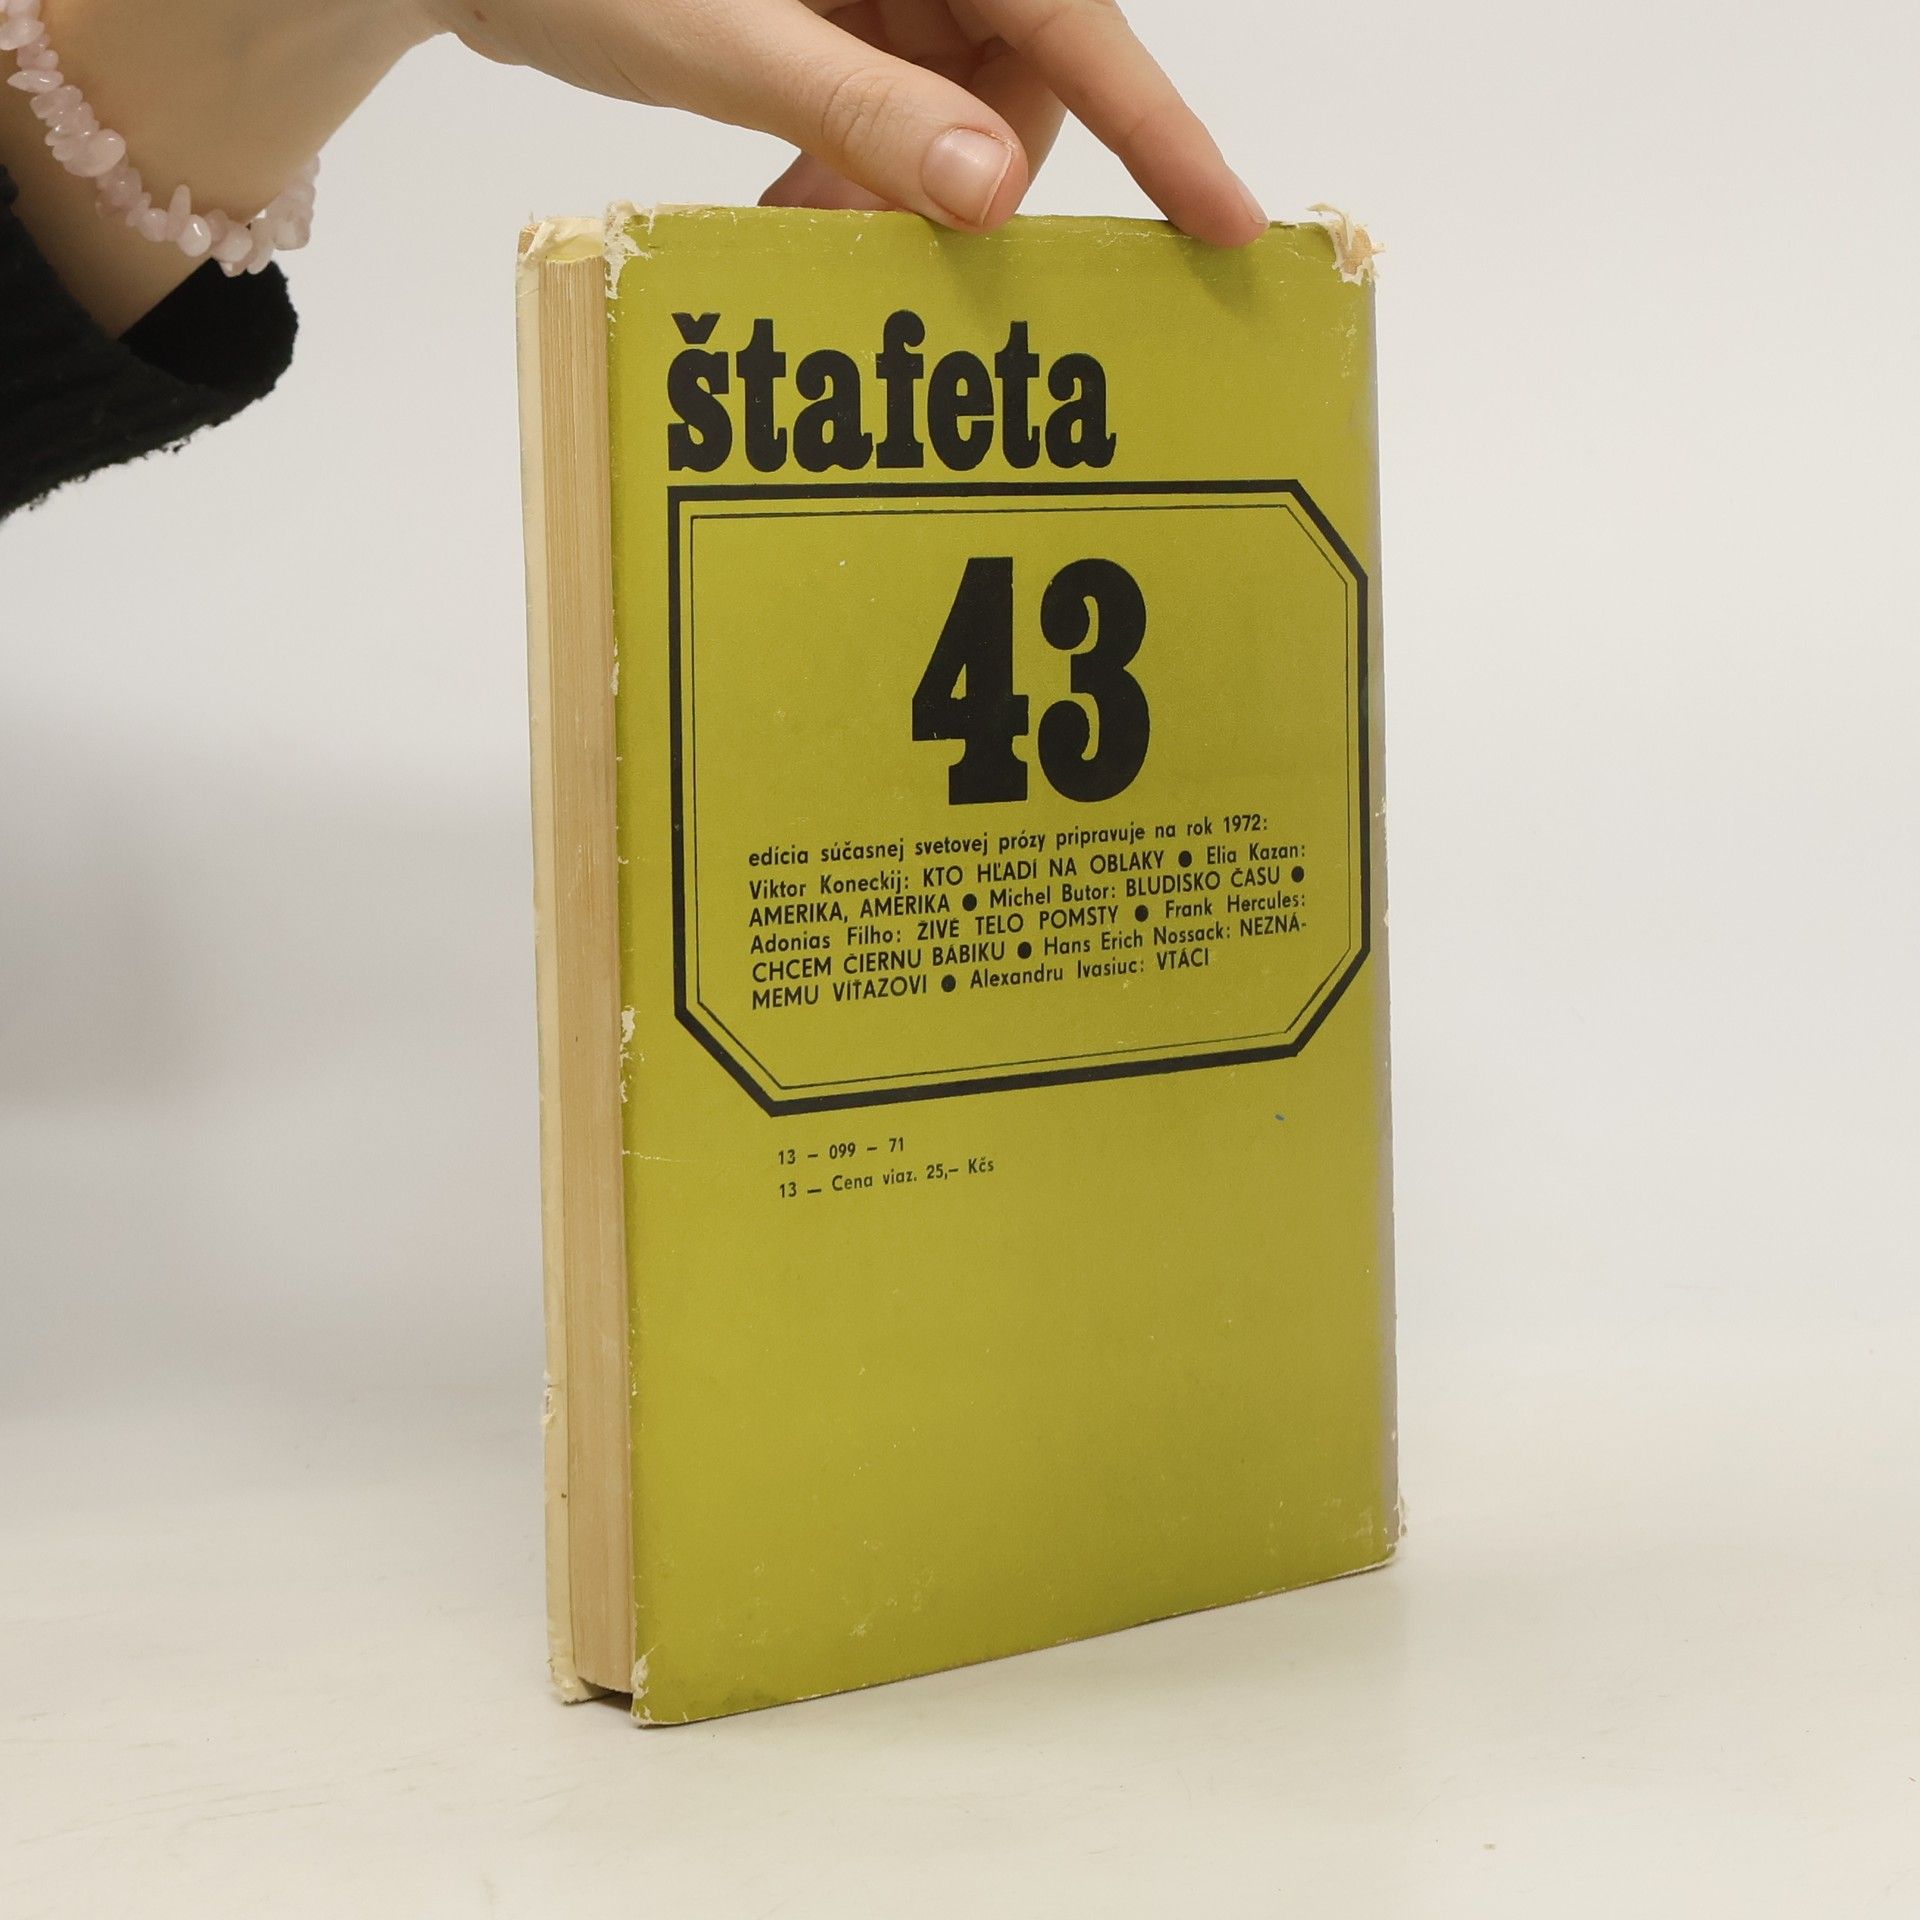 štafeta
43
edícia súčasnej svetovej prózy pripravuje na rok 1972:
Viktor Koneckij: KTO HĽADÍ NA OBLAKY ● Elia Kazan:
AMERIKA, AMERIKA ● Michel Butor: BLUDISKO ČASU ●
Adonias Filho: ŽIVÉ TELO POMSTY ● Frank Hercules:
CHCEM ČIERNU BÁBIKU ● Hans Erich Nossack: NEZNÁ-
MEMU VÍŤAZOVI ● Alexandru Ivasiuc: VTÁCI
13 – 099 – 71
13 – Cena viaz. 25,– Kčs